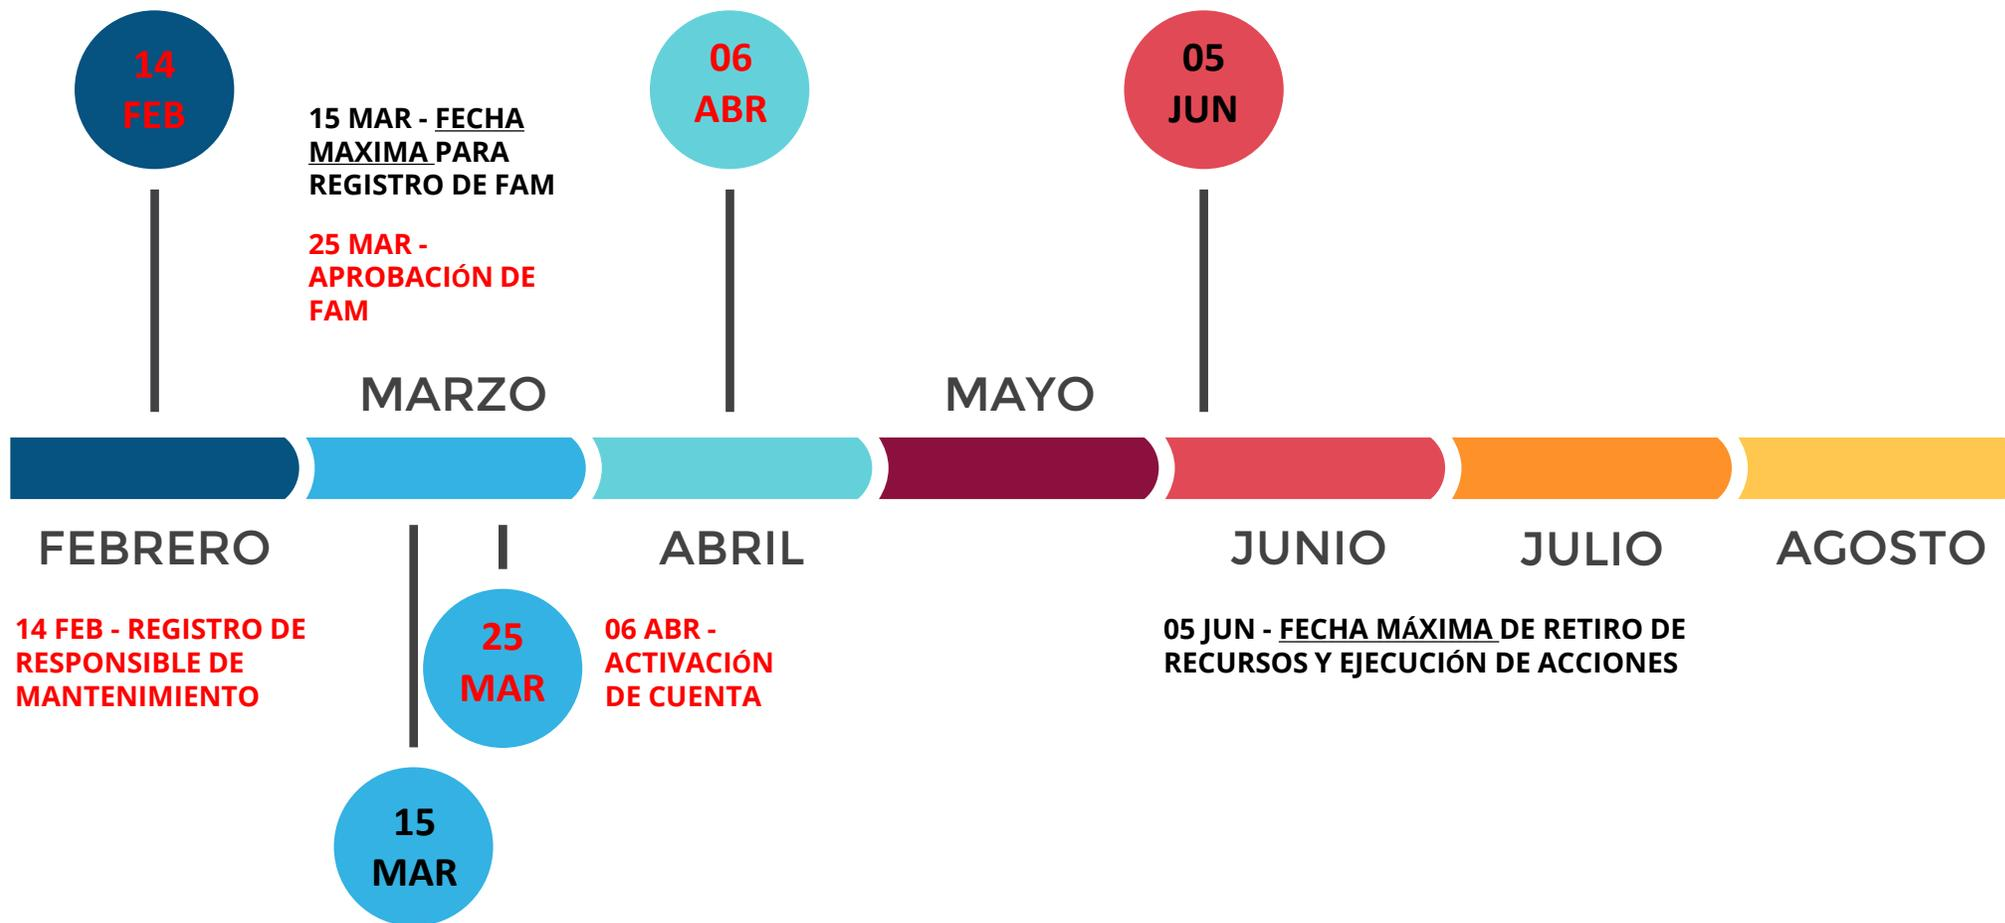 14
FEB
06
ABR
05
JUN
15 MAR - FECHA
MAXIMA PARA
REGISTRO DE FAM
25 MAR -
APROBACIÓN DE
FAM
MARZO
MAYO
FEBRERO
ABRIL
JUNIO
JULIO
AGOSTO
14 FEB - REGISTRO DE
RESPONSIBLE DE
MANTENIMIENTO
25
MAR
06 ABR -
ACTIVACIÓN
DE CUENTA
05 JUN - FECHA MÁXIMA DE RETIRO DE
RECURSOS Y EJECUCIÓN DE ACCIONES
15
MAR